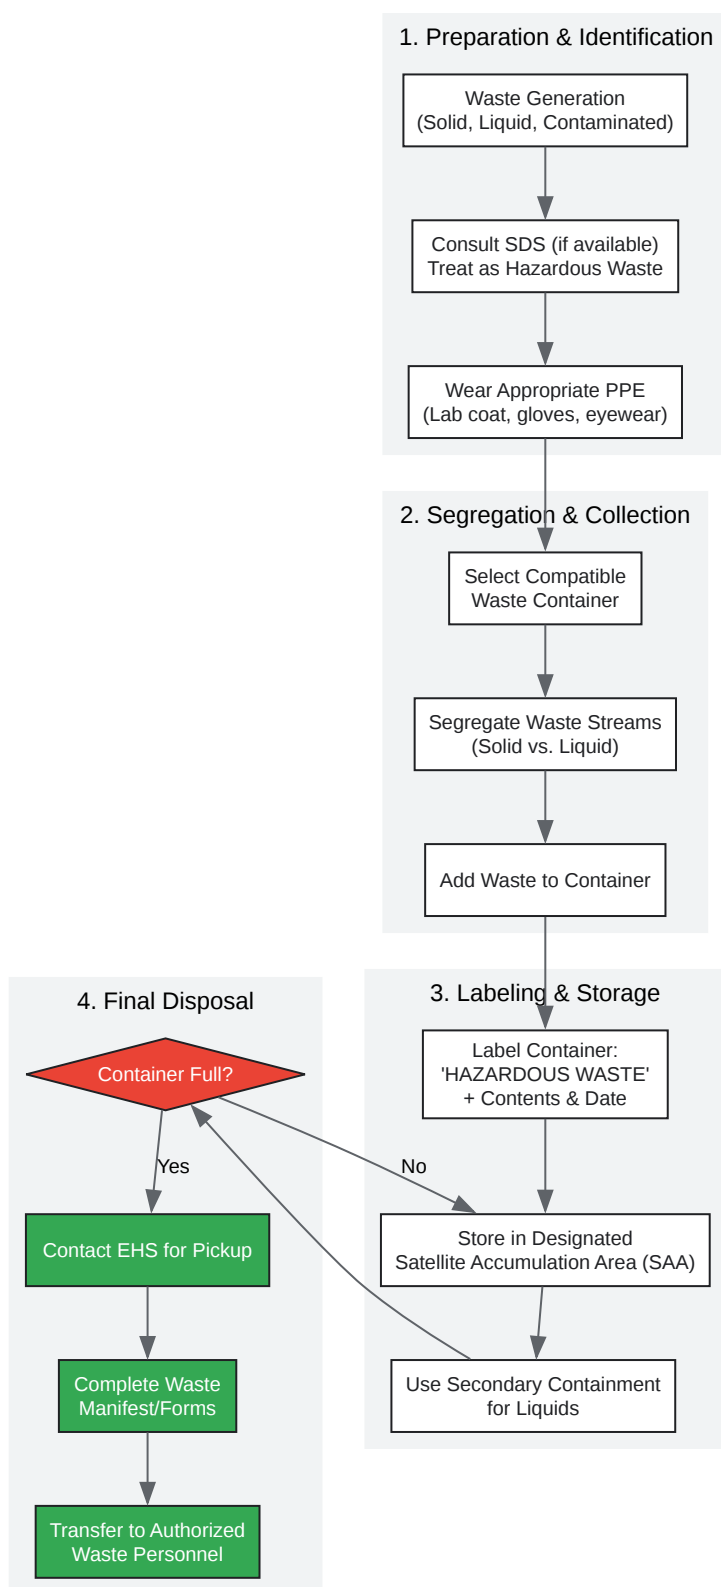 1. Preparation & Identification
Waste Generation
(Solid, Liquid, Contaminated)
Consult SDS (if available)
Treat as Hazardous Waste
Wear Appropriate PPE
(Lab coat, gloves, eyewear)
2. Segregation & Collection
Select Compatible
Waste Container
Segregate Waste Streams
(Solid vs. Liquid)
Add Waste to Container
3. Labeling & Storage
Label Container:
'HAZARDOUS WASTE'
+ Contents & Date
Store in Designated
Satellite Accumulation Area (SAA)
Use Secondary Containment
for Liquids
4. Final Disposal
Container Full?
Yes
No
Contact EHS for Pickup
Complete Waste
Manifest/Forms
Transfer to Authorized
Waste Personnel